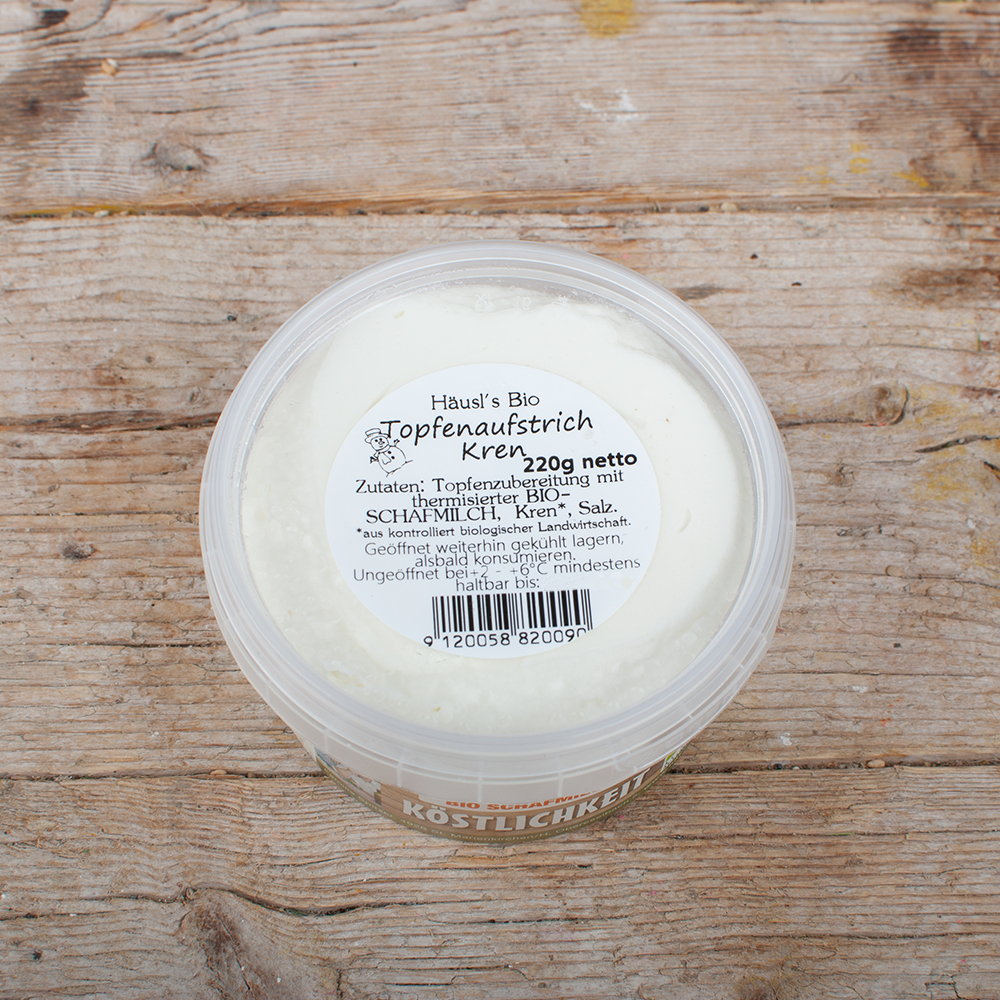 Häusl's Bio
Topfenaufstrich
Kren
220g netto
Zutaten: Topfenzubereitung mit
thermisierter BIO-
SCHAFMILCH, Kren*, Salz.
*aus kontrolliert biologischer Landwirtschaft.
Geöffnet weiterhin gekühlt lagern,
alsbald konsumieren.
Ungeöffnet bei +2 - +6°C mindestens
haltbar bis:
9 120058 820090
BIO SCHAFMI
KÖSTLICHKEIT